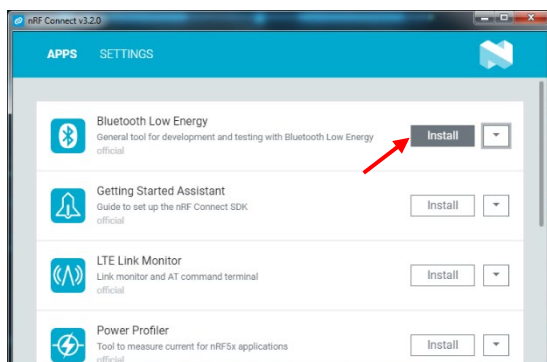 nRF Connect v3.2.0
APPS SETTINGS
Bluetooth Low Energy
General tool for development and testing with Bluetooth Low Energy
official
Install
Getting Started Assistant
Guide to set up the nRF Connect SDK
official
Install
LTE Link Monitor
Link monitor and AT command terminal
official
Install
Power Profiler
Tool to measure current for nRF5x applications
official
Install